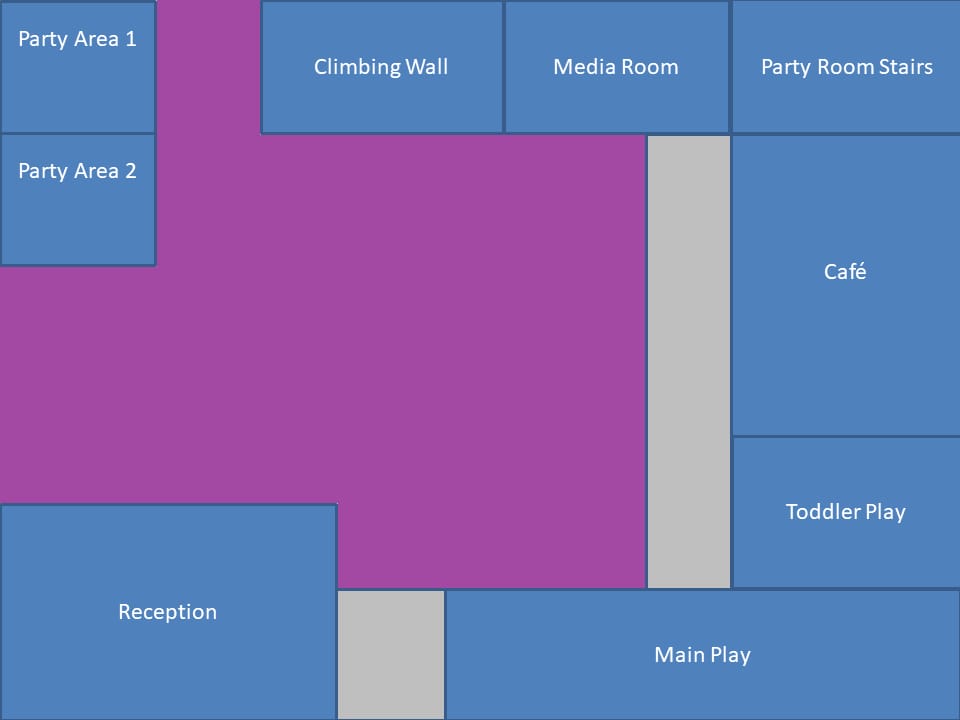 Party Area 1
Climbing Wall
Media Room
Party Room Stairs
Party Area 2
Café
Toddler Play
Reception
Main Play